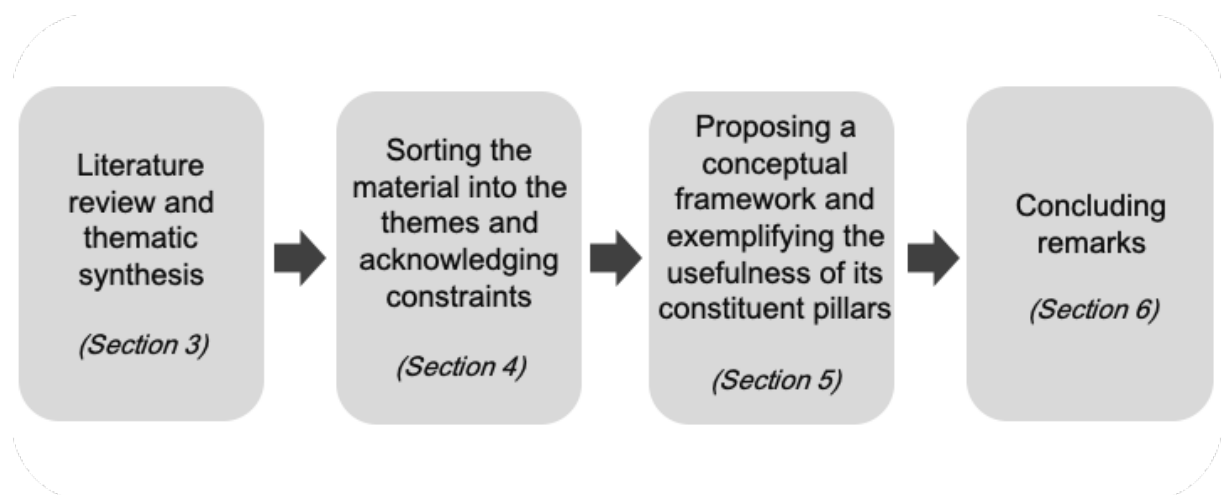 Literature
review and
thematic
synthesis
(Section 3)
Sorting the
material into the
themes and
acknowledging
constraints
(Section 4)
Proposing a
conceptual
framework and
exemplifying the
usefulness of its
constituent pillars
(Section 5)
Concluding
remarks
(Section 6)